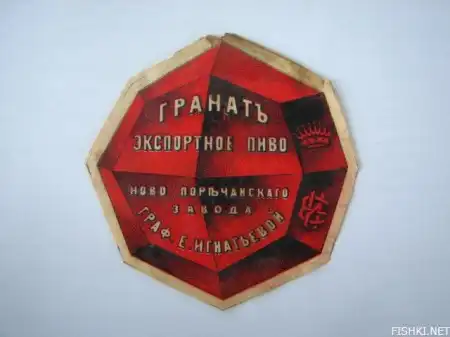 ГРАНАТЪ
ЭКСПОРТНОЕ ПИВО
НОВО ПОРѢЧАНСКАГО
ЗАВОДА
ГРАФ. Е. ИГНАТЬЕВОЙ
FISHKI.NET